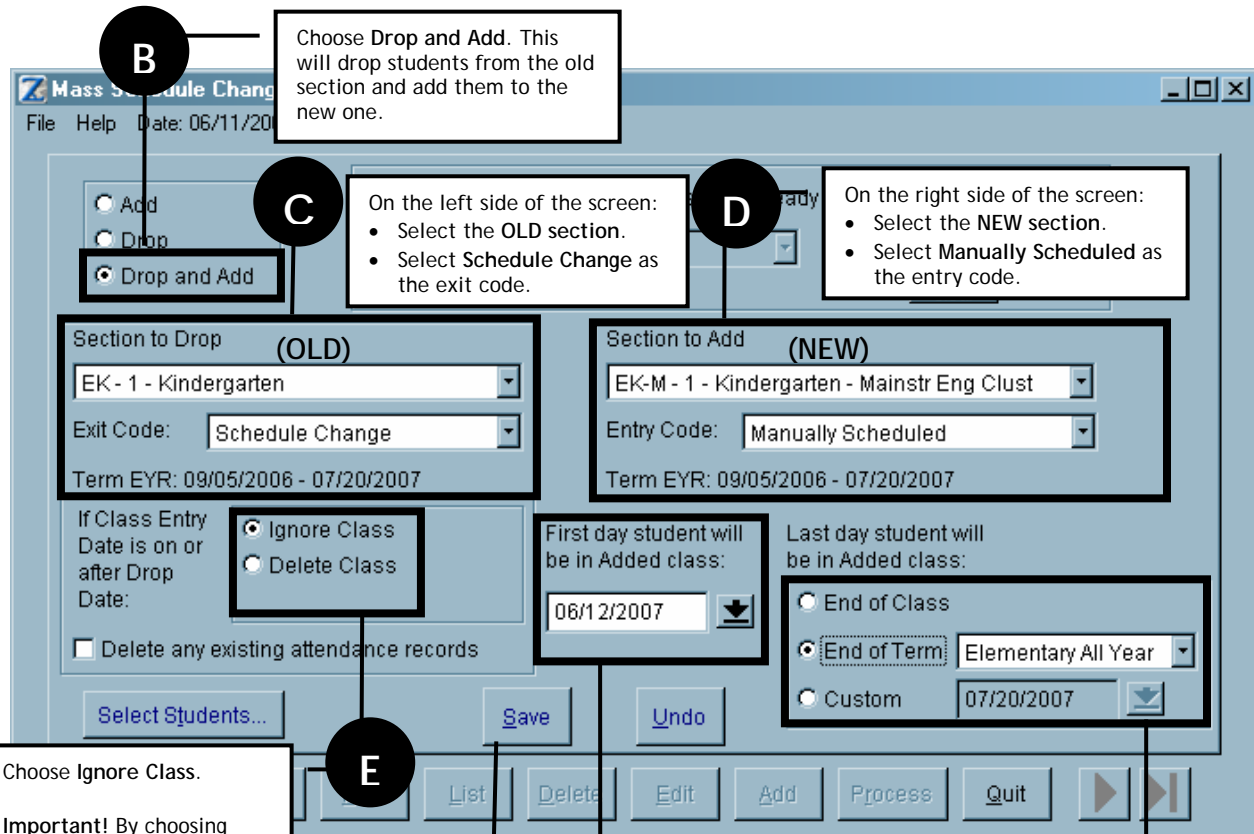 B
Choose Drop and Add. This
will drop students from the old
section and add them to the
new one.
Mass Schedule Chang
File Help Date: 06/11/20
C
On the left side of the screen:
• Select the OLD section.
• Select Schedule Change as
the exit code.
D
eady
On the right side of the screen:
• Select the NEW section.
• Select Manually Scheduled as
the entry code.
Add
Drop
Drop and Add
Section to Drop
(OLD)
EK - 1 - Kindergarten
Exit Code: Schedule Change
Term EYR: 09/05/2006 - 07/20/2007
Section to Add
(NEW)
EK-M - 1 - Kindergarten - Mainstr Eng Clust
Entry Code: Manually Scheduled
Term EYR: 09/05/2006 - 07/20/2007
If Class Entry
Date is on or
after Drop
Date:
Ignore Class
Delete Class
Delete any existing attendance records
First day student will
be in Added class:
06/12/2007
Last day student will
be in Added class:
End of Class
End of Term Elementary All Year
Custom 07/20/2007
Select Students...
Save
Undo
E
Choose Ignore Class.
Important! By choosing
List Delete Edit Add Process Quit